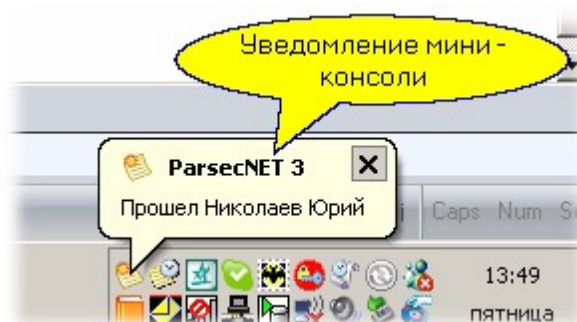 Уведомление мини -
консоли
ParsecNET 3
Прошел Николаев Юрий
Caps Num
13:49
пятница